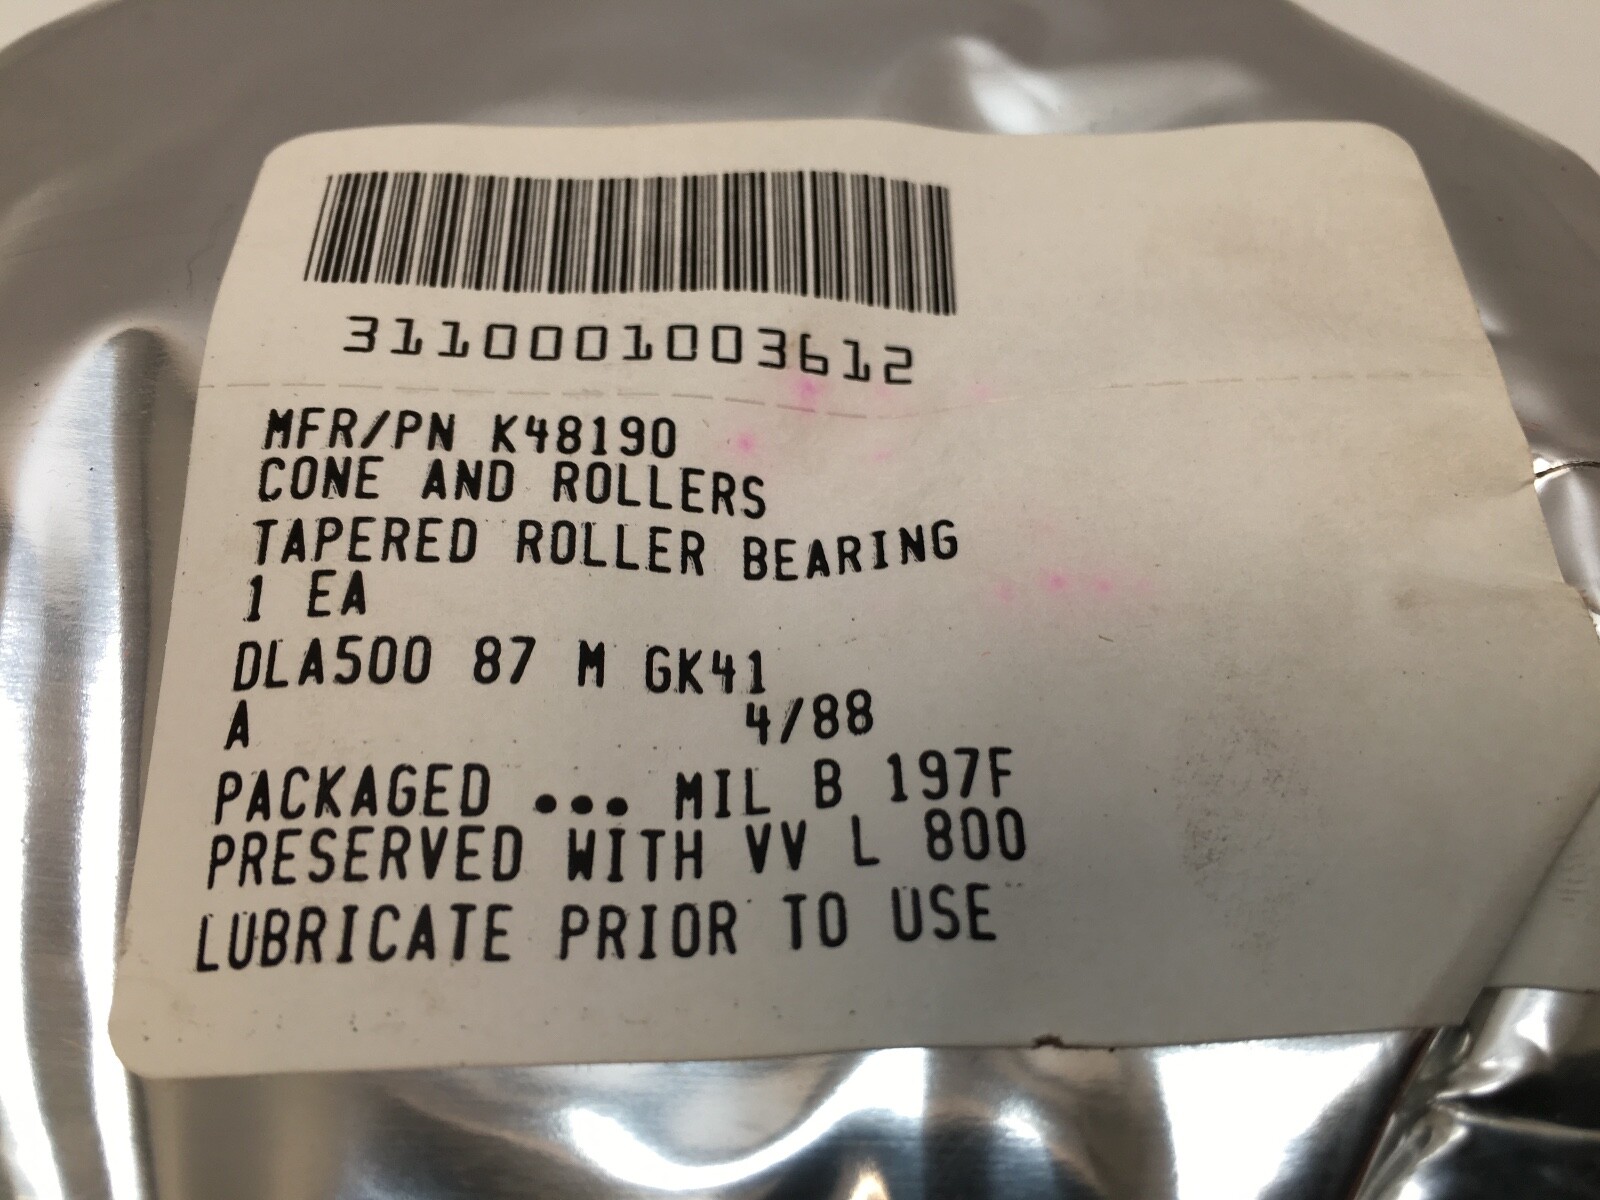 3110001003612
MFR/PN K48190
CONE AND ROLLERS
TAPERED ROLLER BEARING
1 EA
DLA500 87 M GK41
A 4/88
PACKAGED ... MIL B 197F
PRESERVED WITH VV L 800
LUBRICATE PRIOR TO USE